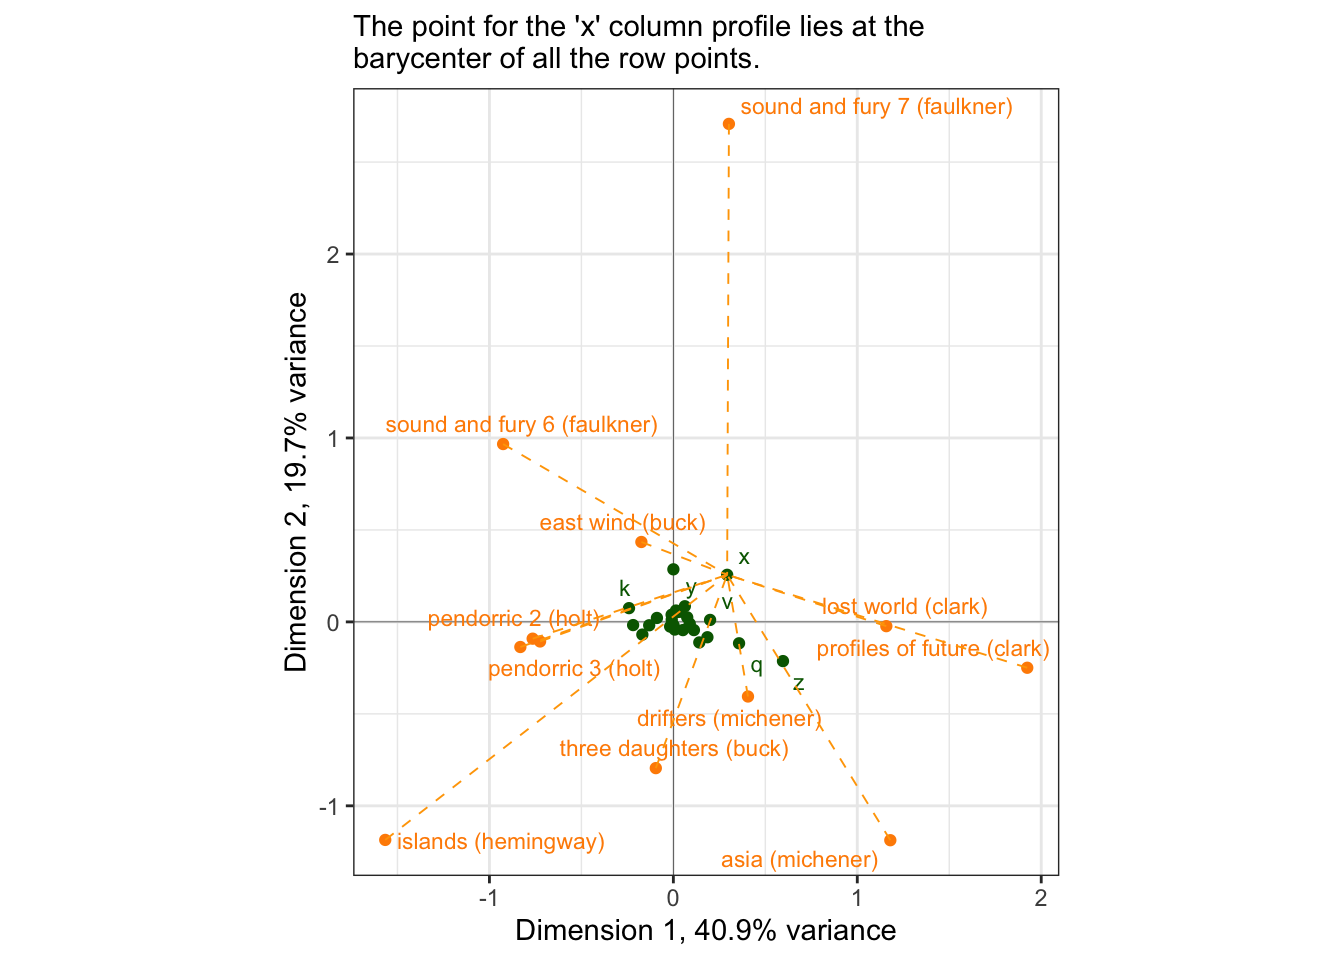 The point for the 'x' column profile lies at the
barycenter of all the row points.
sound and fury 7 (faulkner)
2
sound and fury 6 (faulkner)
1
east wind (buck)
x
k
y
v
lost world (clark)
pendorric 2 (holt)
0
profiles of future (clark)
pendorric 3 (holt)
q
z
drifters (michener)
three daughters (buck)
-1
islands (hemingway)
asia (michener)
-1
0
1
2
Dimension 1, 40.9% variance
Dimension 2, 19.7% variance